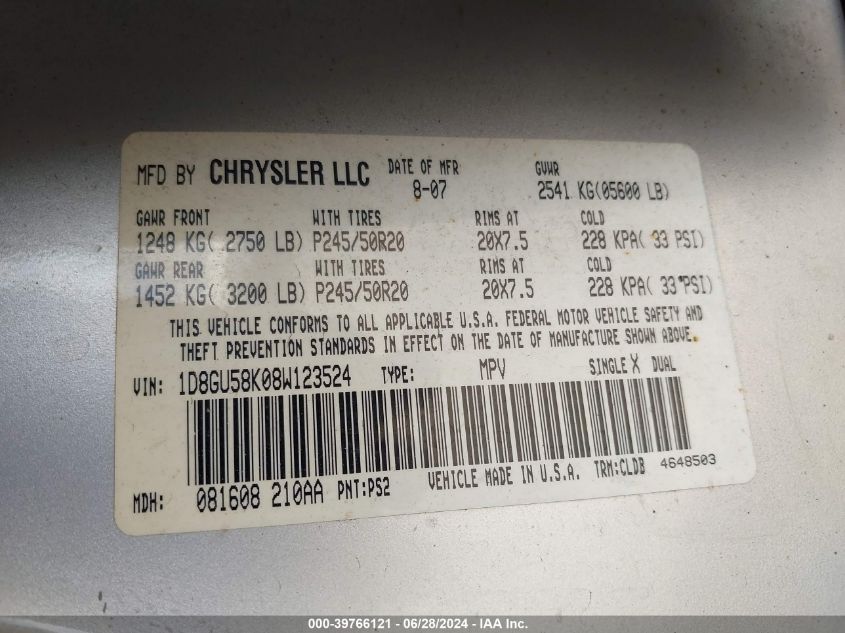 MFD BY CHRYSLER LLC DATE OF MFR GVWR
8-07 2541 KG(05600 LB)
GAWR FRONT WITH TIRES RIMS AT COLD
1248 KG( 2750 LB) P245/50R20 20X7.5 228 KPA( 33 PSI)
GAWR REAR WITH TIRES RIMS AT COLD
1452 KG( 3200 LB) P245/50R20 20X7.5 228 KPA( 33 PSI)
THIS VEHICLE CONFORMS TO ALL APPLICABLE U.S.A. FEDERAL MOTOR VEHICLE SAFETY AND
THEFT PREVENTION STANDARDS IN EFFECT ON THE DATE OF MANUFACTURE SHOWN ABOVE.
VIN: 1D8GU58K08W123524 TYPE: MPV SINGLE X DUAL
MDH: 081608 210AA PNT:PS2 VEHICLE MADE IN U.S.A. TRM:CLDB 4648503
000-39766121 - 06/28/2024 - IAA Inc.